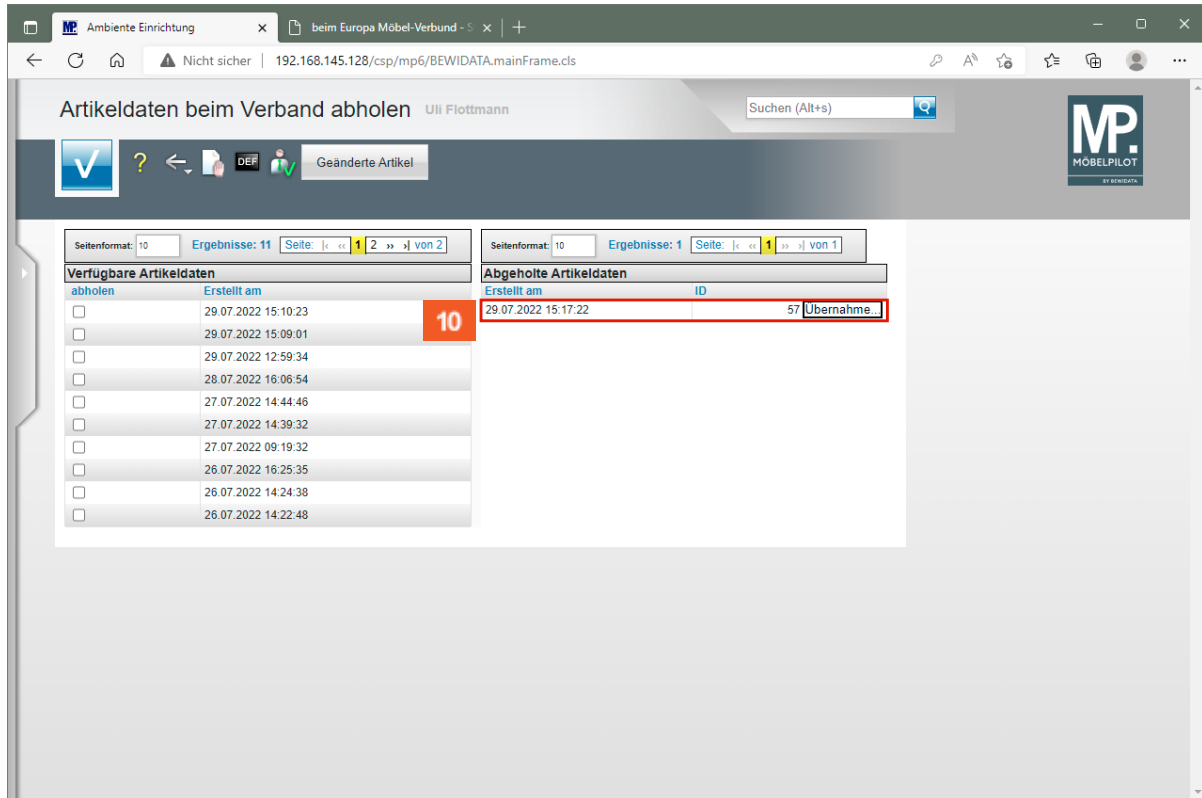 MP. Ambiente Einrichtung
beim Europa Möbel-Verbund - S
Nicht sicher | 192.168.145.128/csp/mp6/BEWIDATA.mainFrame.cls
Artikeldaten beim Verband abholen Uli Flottmann
Suchen (Alt+s)
MP.
MÖBELPILOT
BY BEWIDATA
? DEF Geänderte Artikel
Seitenformat: 10 Ergebnisse: 11 Seite: |‹ ‹‹ 1 2 ›› ›| von 2
Verfügbare Artikeldaten
abholen Erstellt am
29.07.2022 15:10:23
29.07.2022 15:09:01
29.07.2022 12:59:34
28.07.2022 16:06:54
27.07.2022 14:44:46
27.07.2022 14:39:32
27.07.2022 09:19:32
26.07.2022 16:25:35
26.07.2022 14:24:38
26.07.2022 14:22:48
Seitenformat: 10 Ergebnisse: 1 Seite: |‹ ‹‹ 1 ›› ›| von 1
Abgeholte Artikeldaten
Erstellt am ID
10
29.07.2022 15:17:22 57 Übernahme...